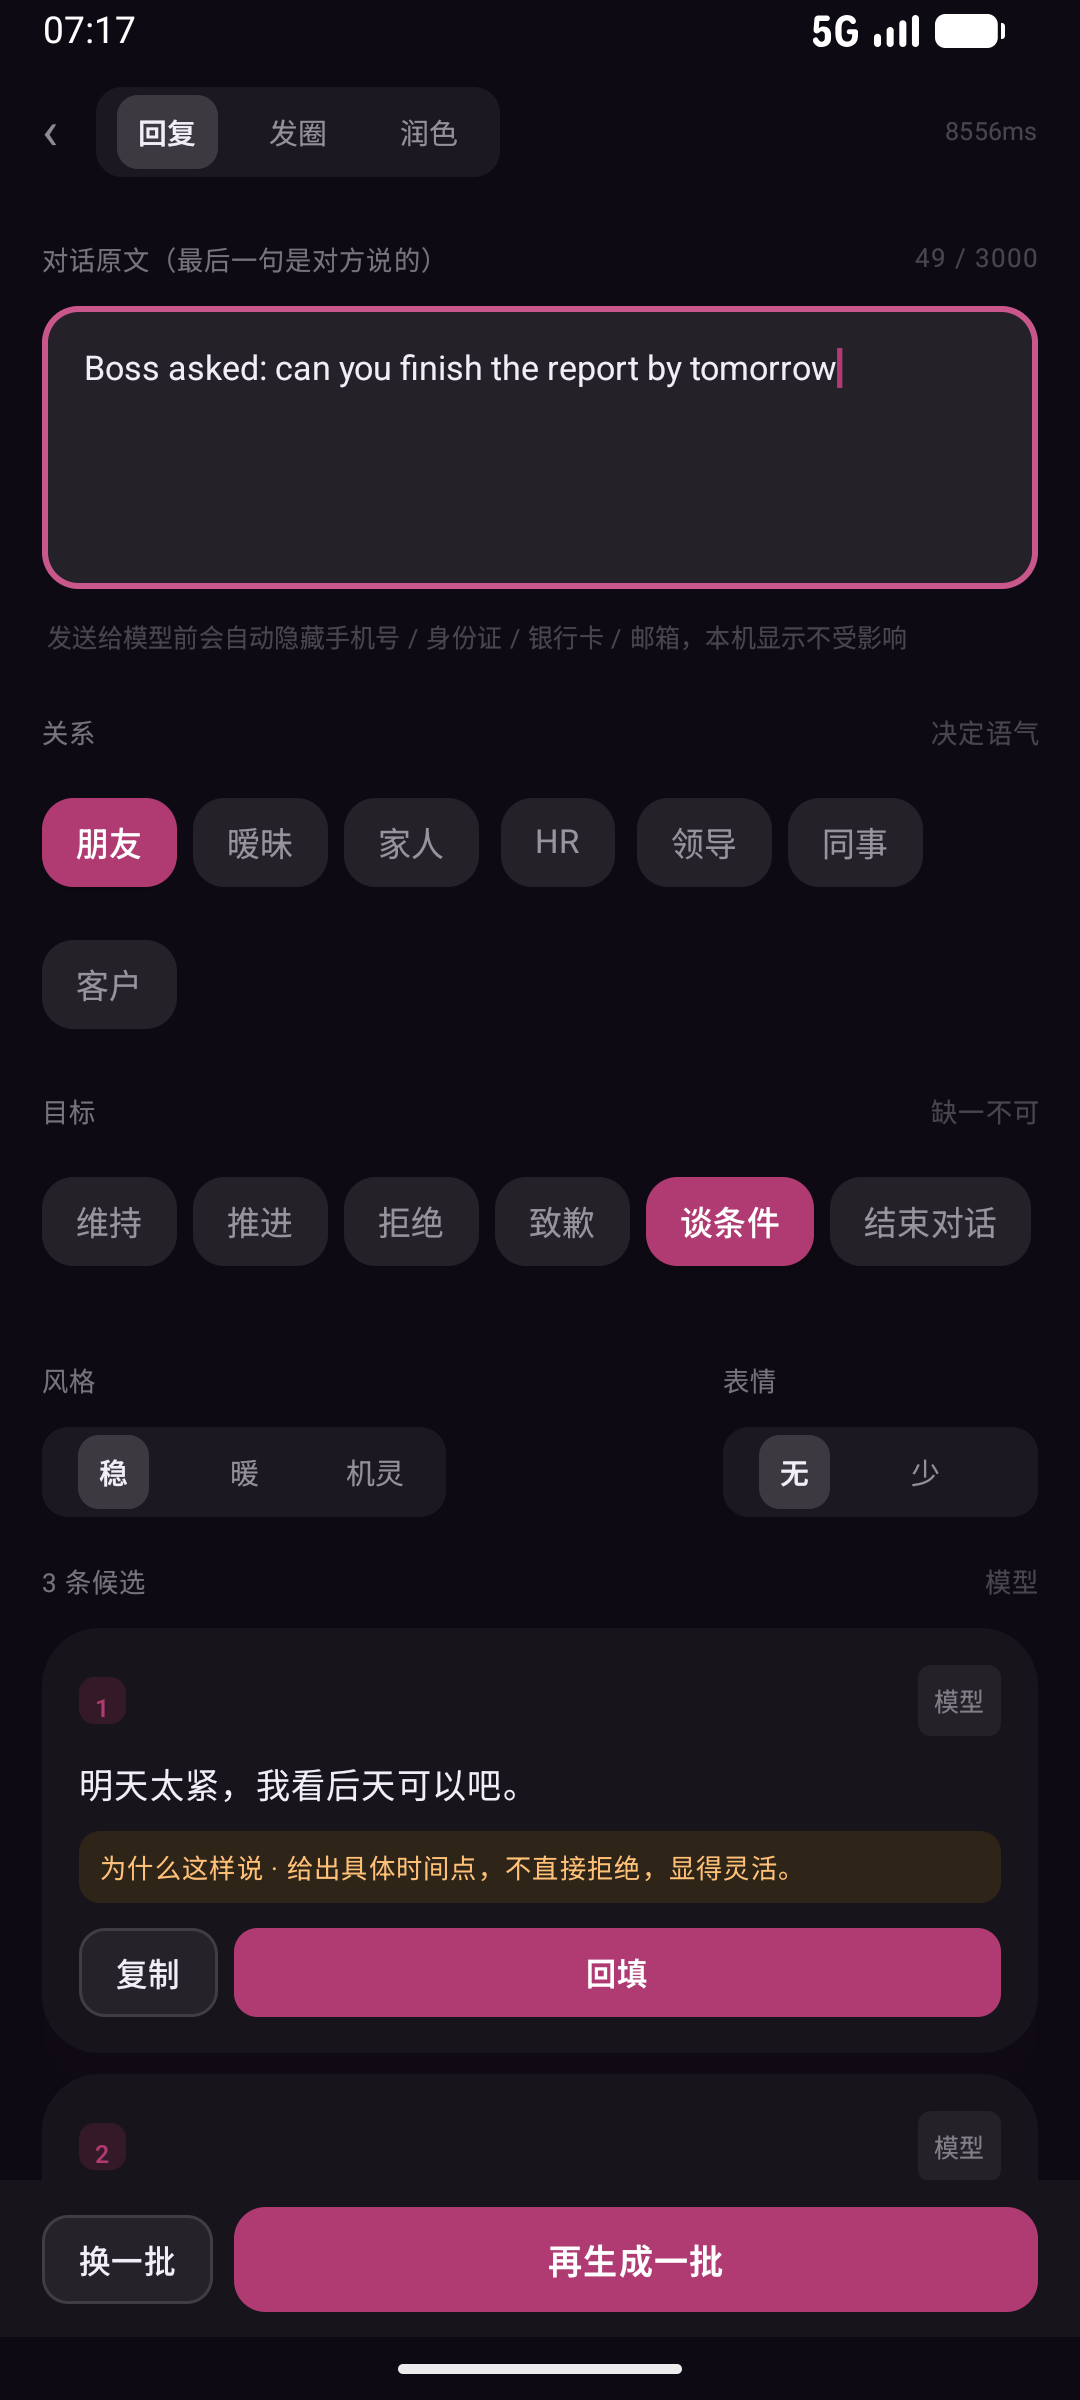 07:17 5G
‹ 回复 发圈 润色 8556ms
对话原文（最后一句是对方说的） 49 / 3000
Boss asked: can you finish the report by tomorrow
发送给模型前会自动隐藏手机号 / 身份证 / 银行卡 / 邮箱，本机显示不受影响
关系 决定语气
朋友 暧昧 家人 HR 领导 同事
客户
目标 缺一不可
维持 推进 拒绝 致歉 谈条件 结束对话
风格 表情
稳 暖 机灵 无 少
3 条候选 模型
1 模型
明天太紧，我看后天可以吧。
为什么这样说 · 给出具体时间点，不直接拒绝，显得灵活。
复制 回填
2 模型
换一批 再生成一批